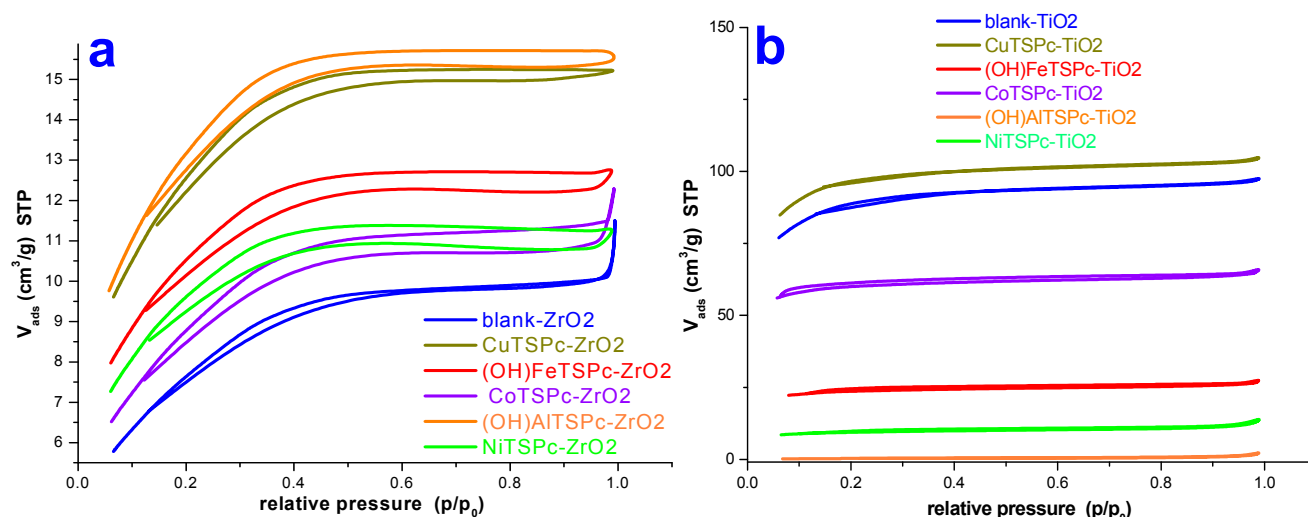 a
15
14
13
12
11
10
9
8
7
6
V_ads (cm³/g) STP
0.0 0.2 0.4 0.6 0.8 1.0
relative pressure (p/p₀)
blank-ZrO2
CuTSPc-ZrO2
(OH)FeTSPc-ZrO2
CoTSPc-ZrO2
(OH)AlTSPc-ZrO2
NiTSPc-ZrO2
b
150
100
50
0
V_ads (cm³/g) STP
0.0 0.2 0.4 0.6 0.8 1.0
relative pressure (p/p₀)
blank-TiO2
CuTSPc-TiO2
(OH)FeTSPc-TiO2
CoTSPc-TiO2
(OH)AlTSPc-TiO2
NiTSPc-TiO2